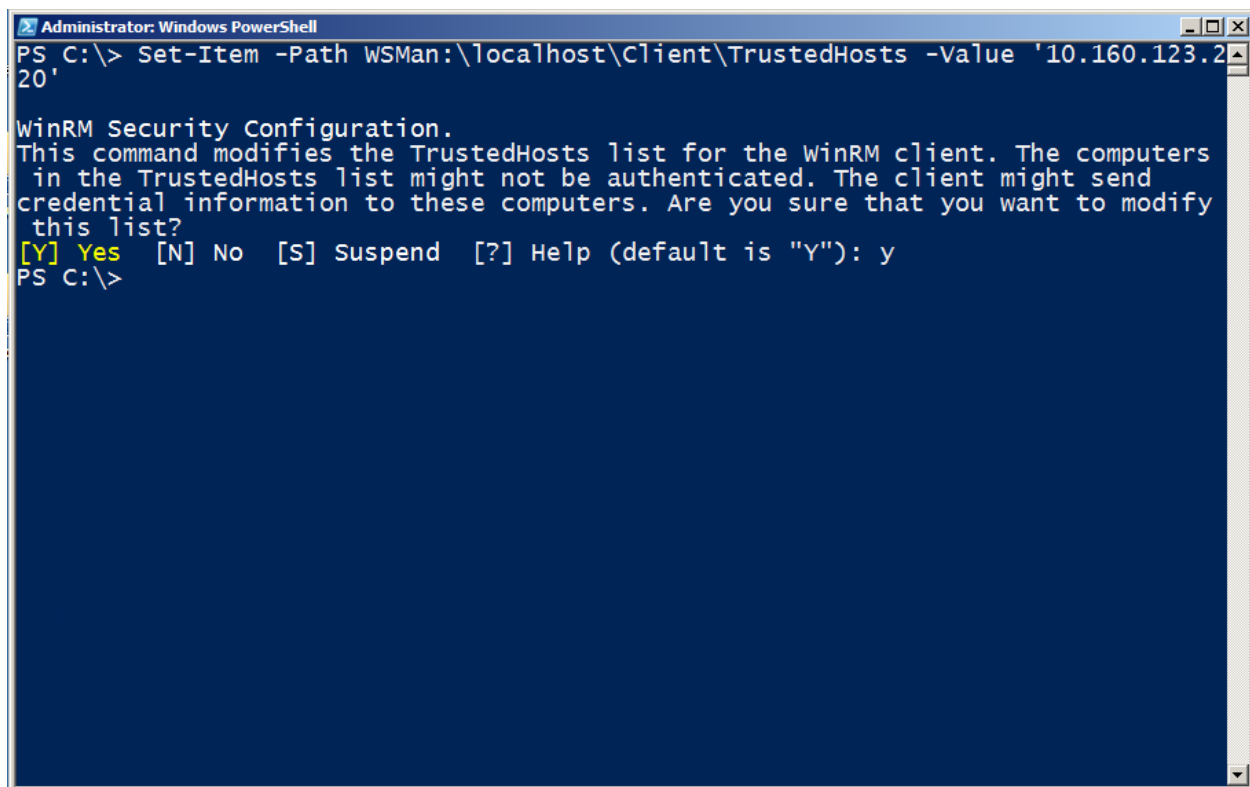 Administrator: Windows PowerShell
PS C:\> Set-Item -Path WSMan:\localhost\Client\TrustedHosts -Value '10.160.123.2
20'
WinRM Security Configuration.
This command modifies the TrustedHosts list for the WinRM client. The computers
in the TrustedHosts list might not be authenticated. The client might send
credential information to these computers. Are you sure that you want to modify
this list?
[Y] Yes  [N] No  [S] Suspend  [?] Help (default is "Y"): y
PS C:\>